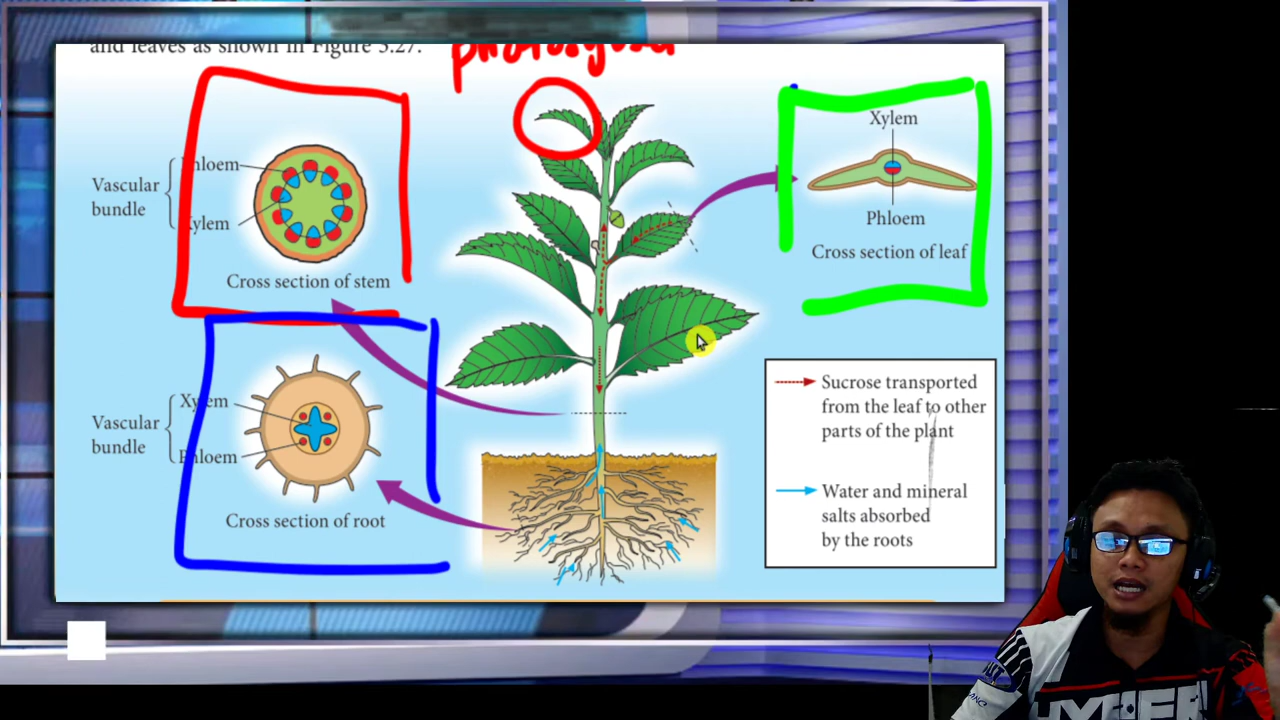 and leaves as shown in Figure 3.27.
Phloem
Vascular
bundle
Xylem
Cross section of stem
Xylem
Vascular
bundle
Phloem
Cross section of root
Xylem
Phloem
Cross section of leaf
Sucrose transported
from the leaf to other
parts of the plant
Water and mineral
salts absorbed
by the roots